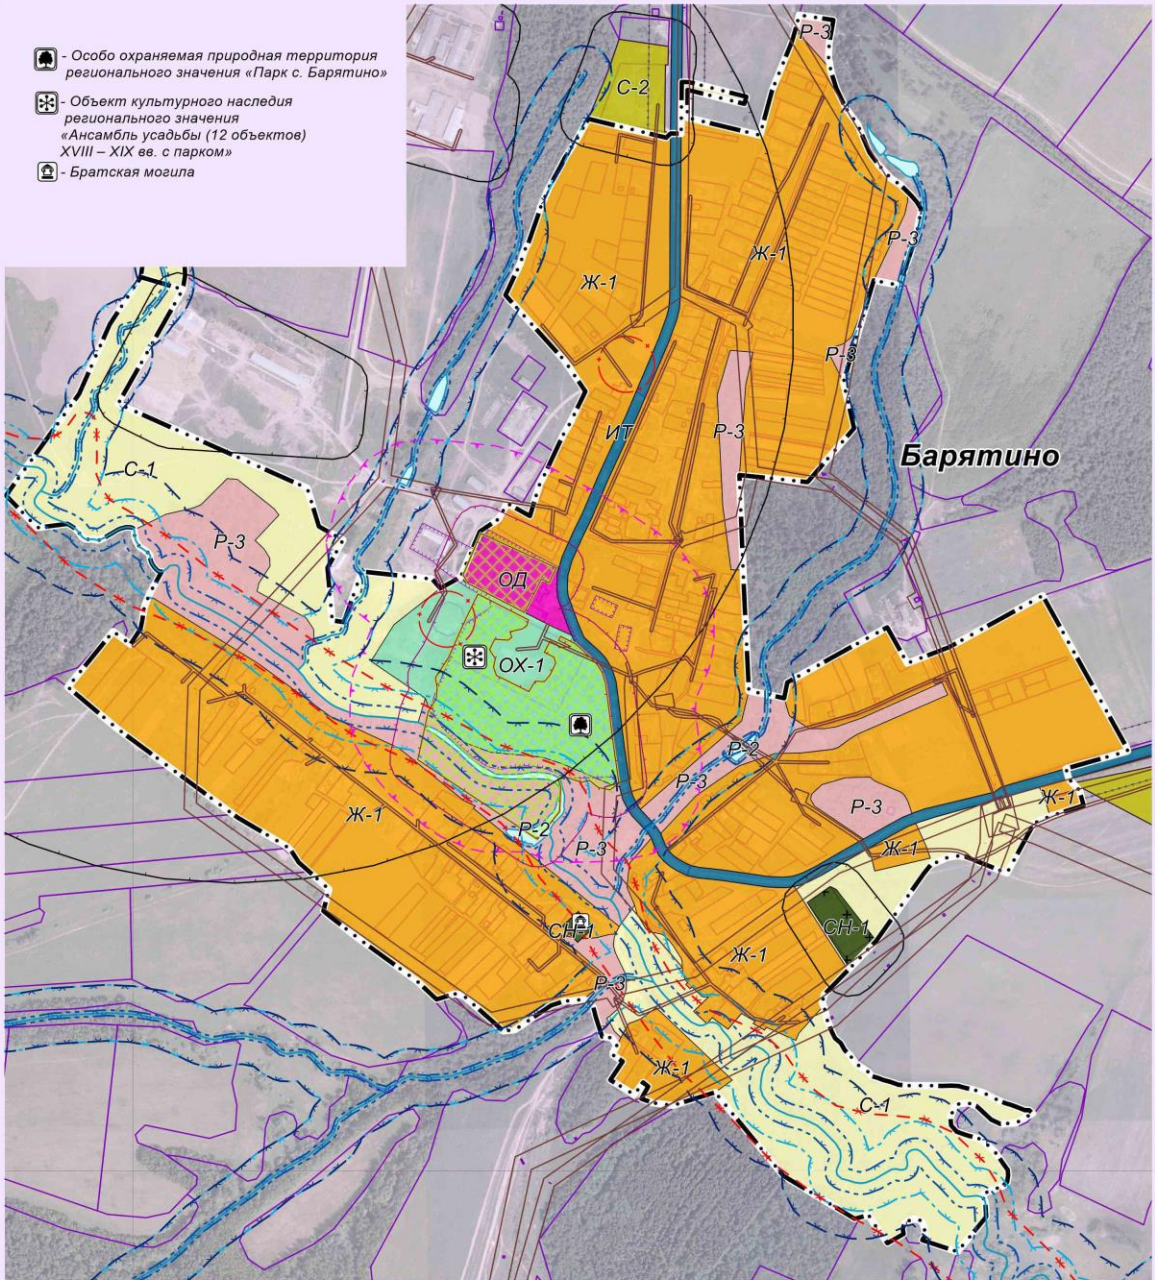 - Особо охраняемая природная территория
регионального значения «Парк с. Барятино»
- Объект культурного наследия
регионального значения
«Ансамбль усадьбы (12 объектов)
XVIII – XIX вв. с парком»
- Братская могила
Р-3
С-2
Р-3
Ж-1
Ж-1
Р-3
ИТ
Р-3
Барятино
С-1
Р-3
ОД
ОХ-1
Р-2
Р-3
Ж-1
Р-3
Ж-1
Р-2
Р-3
Ж-1
СН-1
СН-1
Ж-1
Р-3
Ж-1
С-1